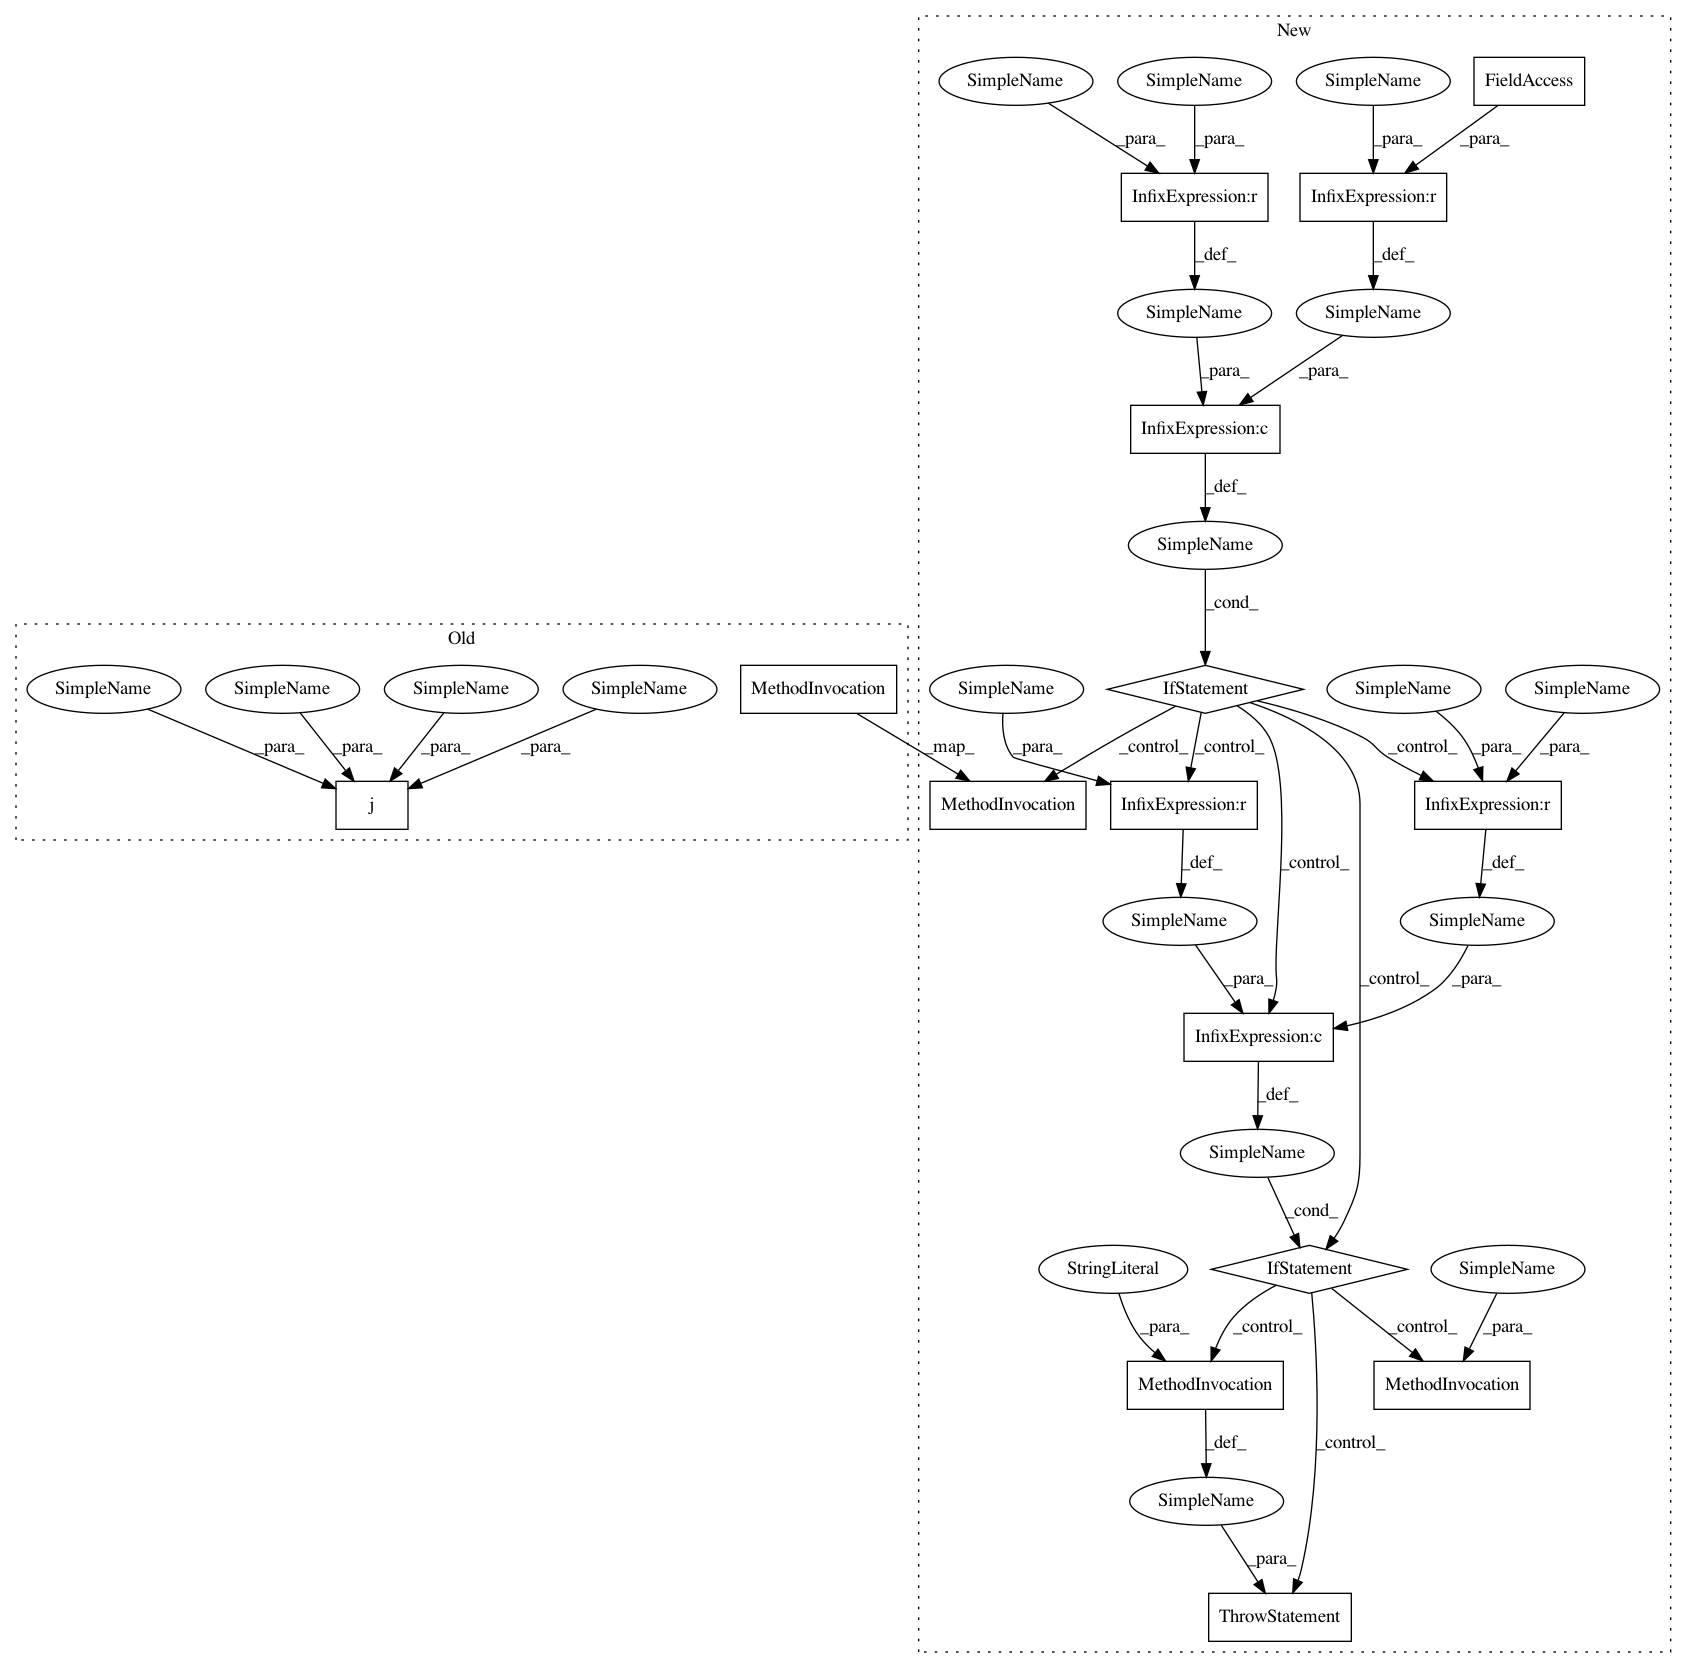 New
SimpleName
SimpleName
SimpleName
FieldAccess
_para_
_para_
_para_
_para_
InfixExpression:r
InfixExpression:r
_def_
_def_
SimpleName
SimpleName
_para_
_para_
InfixExpression:c
_def_
SimpleName
_cond_
Old
SimpleName
SimpleName
SimpleName
SimpleName
MethodInvocation
SimpleName
IfStatement
SimpleName
SimpleName
_para_
_para_
_para_
_para_
_map_
_para_
_control_
_control_
_control_
_para_
_para_
j
MethodInvocation
InfixExpression:r
InfixExpression:r
_def_
_control_
_def_
SimpleName
SimpleName
_para_
_control_
_para_
InfixExpression:c
_def_
SimpleName
_cond_
StringLiteral
IfStatement
SimpleName
_para_
_control_
_control_
_para_
MethodInvocation
MethodInvocation
_def_
_control_
SimpleName
_para_
ThrowStatement